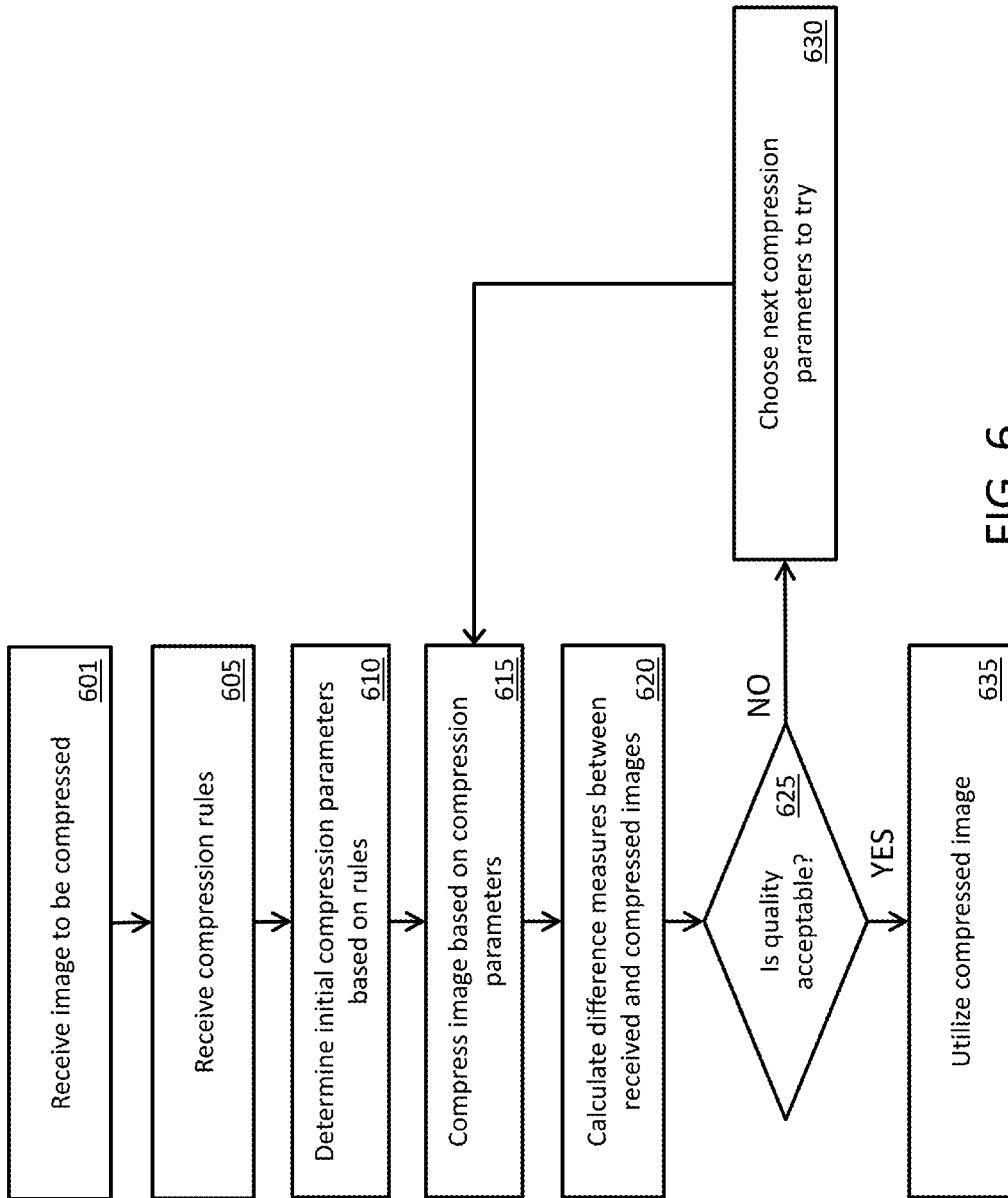 Receive image to be compressed
601
Receive compression rules
605
Determine initial compression parameters
based on rules
610
Compress image based on compression
parameters
615
Calculate difference measures between
received and compressed images
620
Is quality
acceptable?
625
NO
YES
Choose next compression
parameters to try
630
Utilize compressed image
635
FIG. 6